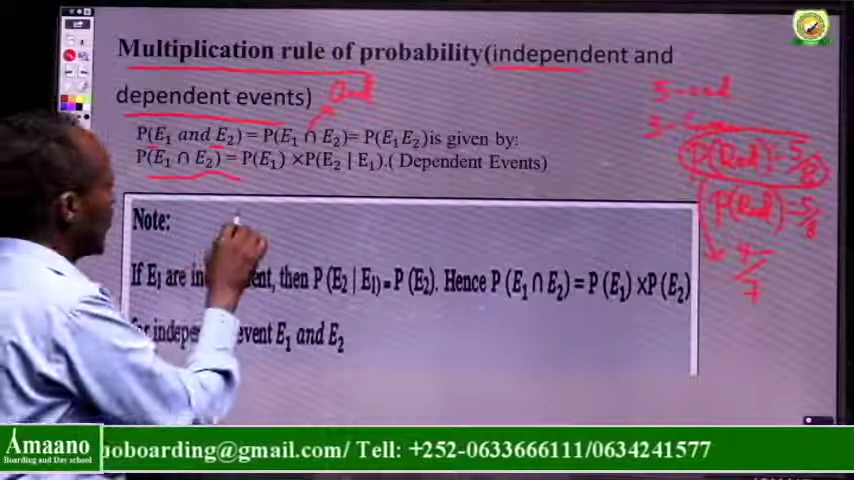 Multiplication rule of probability(independent and
dependent events)
P(E₁ and E₂) = P(E₁ ∩ E₂)= P(E₁E₂)is given by:
P(E₁ ∩ E₂) = P(E₁) ×P(E₂ | E₁).( Dependent Events)
Note:
If E₁ are in ent, then P (E₂ | E₁) = P (E₂). Hence P (E₁ ∩ E₂) = P (E₁) ×P (E₂)
for indepe event E₁ and E₂
5-red
P(Red)=5/8
P(Red)=5/8
4
7
Amaano
Boarding and Day school
oboarding@gmail.com/ Tell: +252-0633666111/0634241577